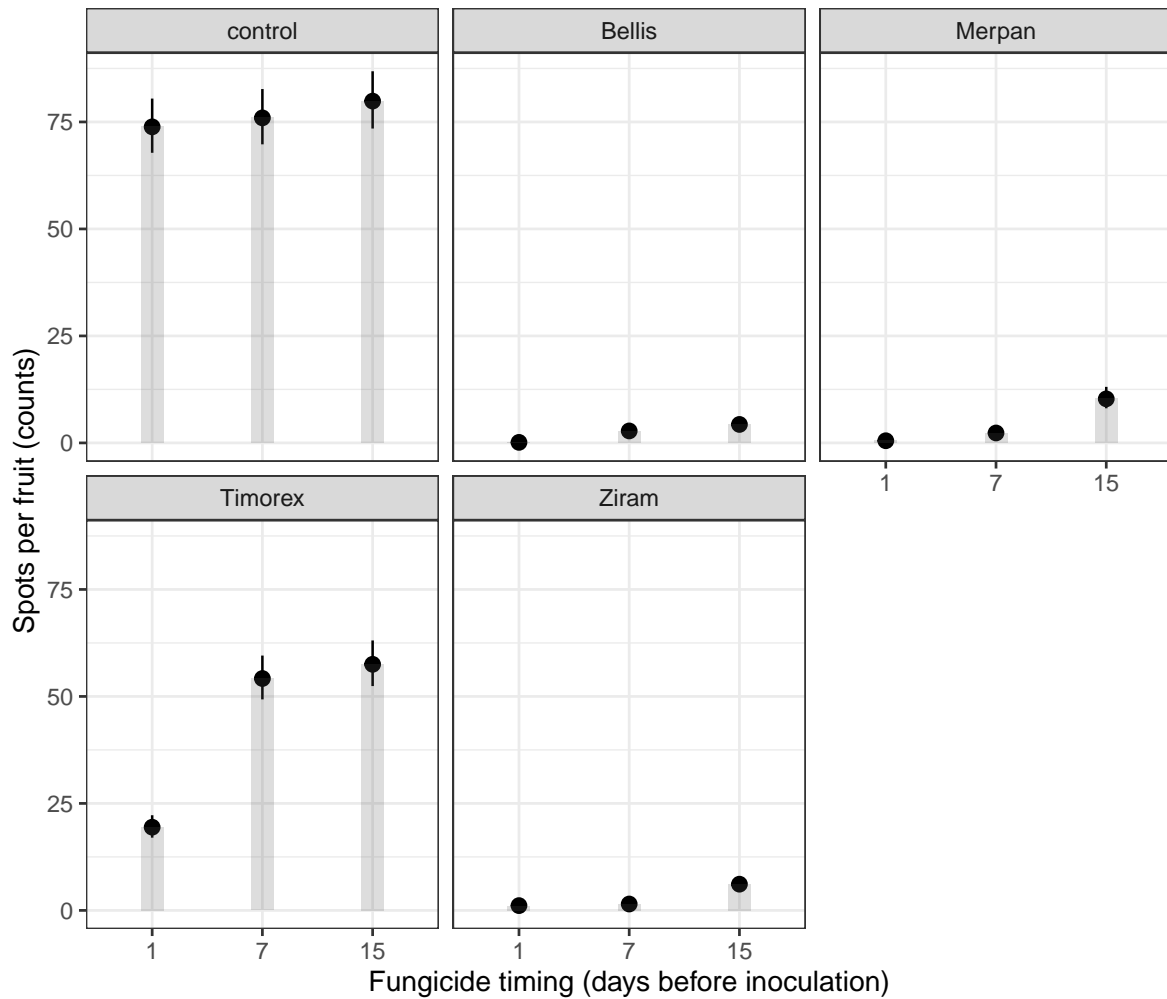 control
Bellis
Merpan
75
50
25
0
1 7 15
Timorex
Ziram
75
50
25
0
1 7 15
1 7 15
Spots per fruit (counts)
Fungicide timing (days before inoculation)